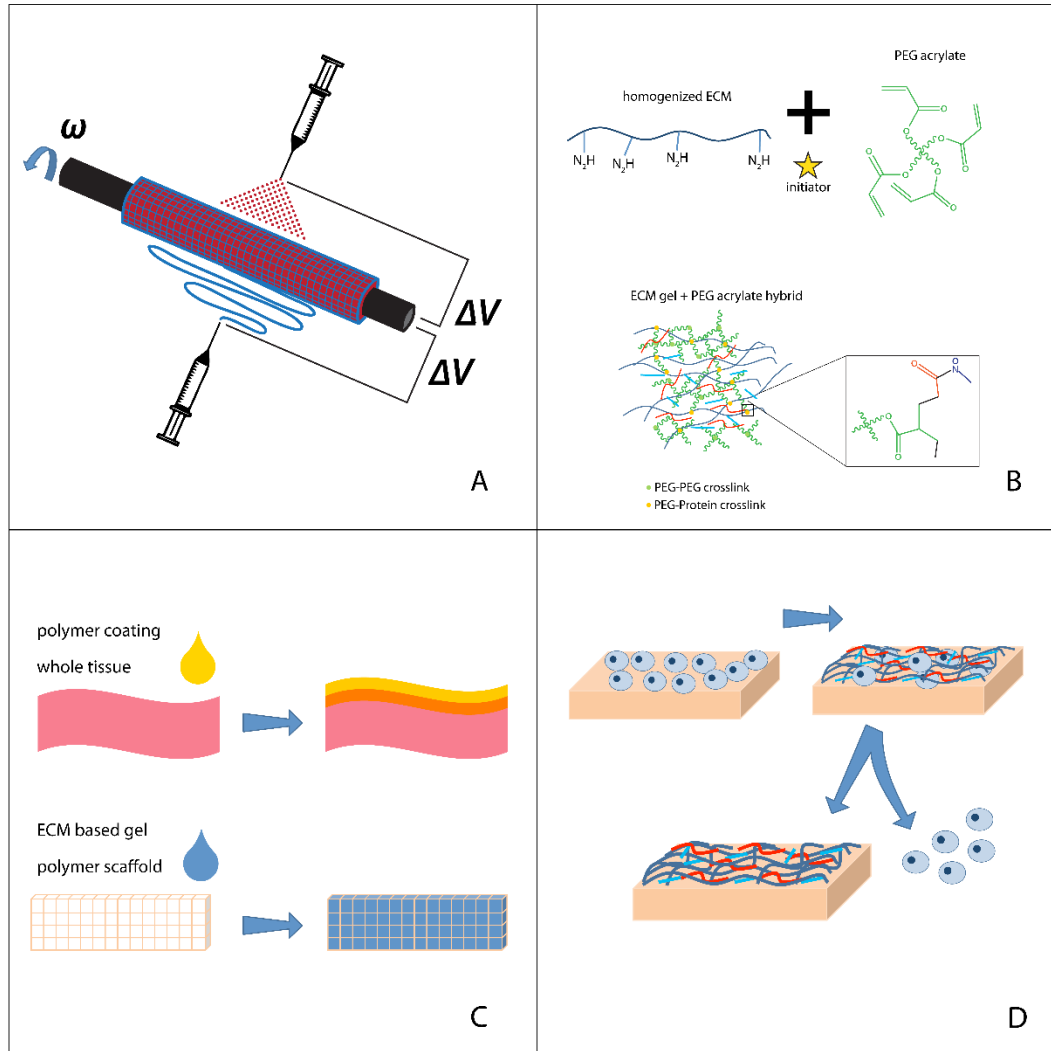 ω
ΔV
ΔV
A
PEG acrylate
homogenized ECM
N₂H
N₂H
N₂H
N₂H
initiator
O
O
O
O
O
O
O
O
ECM gel + PEG acrylate hybrid
O
O
N
O
O
PEG-PEG crosslink
PEG-Protein crosslink
B
polymer coating
whole tissue
ECM based gel
polymer scaffold
C
D